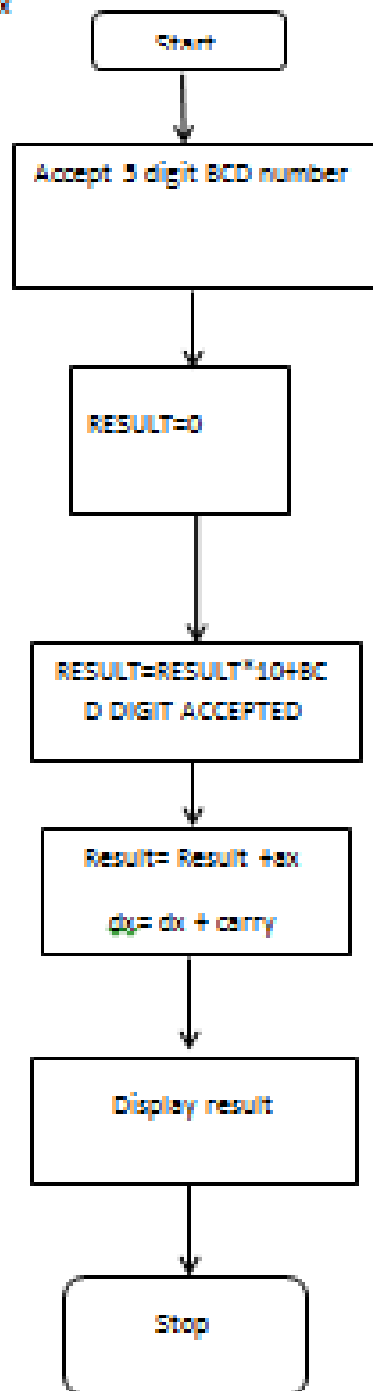 Start
Accept 5 digit BCD number
RESULT=0
RESULT=RESULT*10+BC
D DIGIT ACCEPTED
Result= Result +ax
dx= dx + carry
Display result
Stop